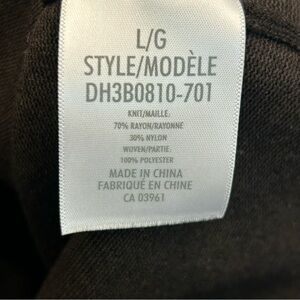 L/G
STYLE/MODÈLE
DH3B0810-701
KNIT/MAILLE:
70% RAYON/RAYONNE
30% NYLON
WOVEN/PARTIE:
100% POLYESTER
MADE IN CHINA
FABRIQUÉ EN CHINE
CA 03961